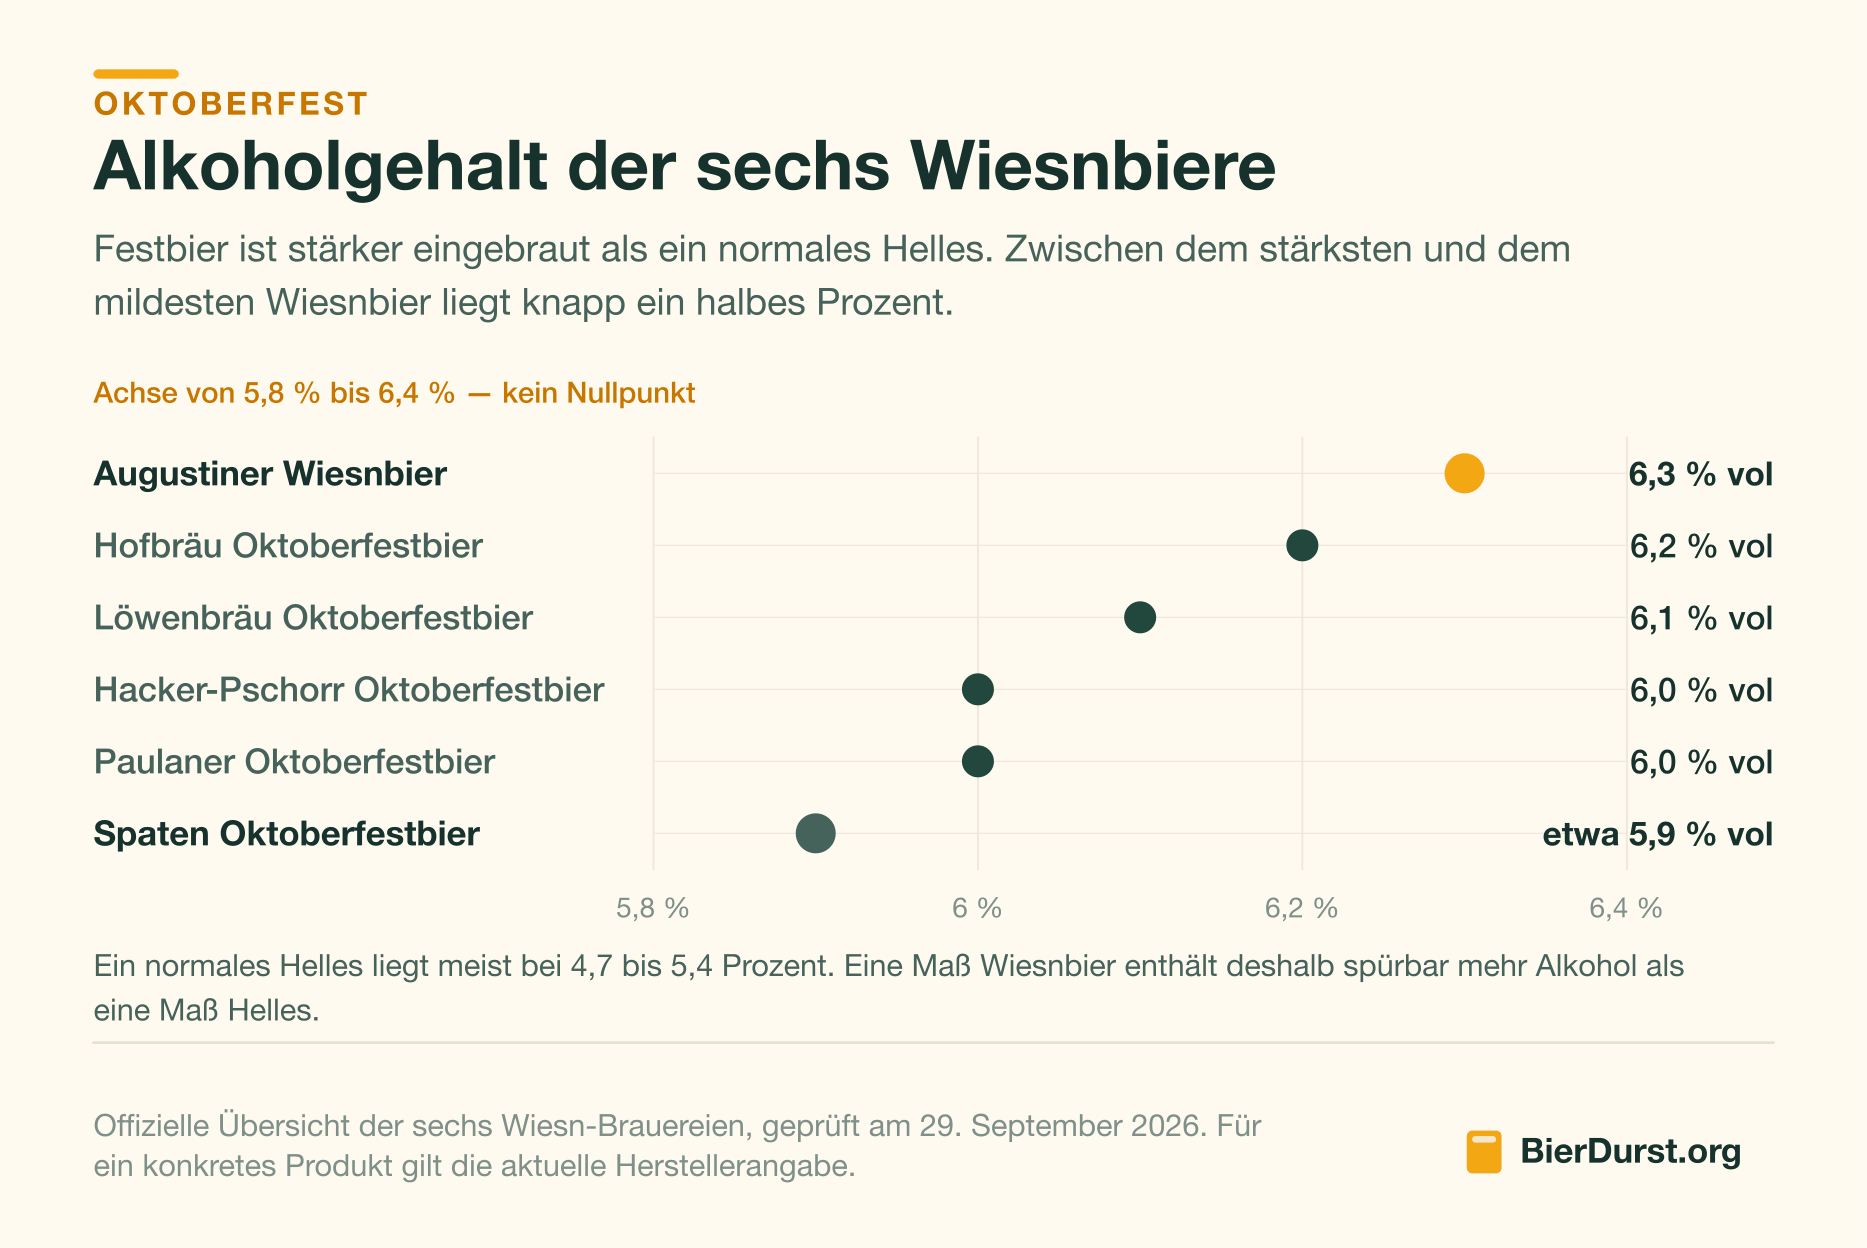 OKTOBERFEST
Alkoholgehalt der sechs Wiesnbiere
Festbier ist stärker eingebraut als ein normales Helles. Zwischen dem stärksten und dem
mildesten Wiesnbier liegt knapp ein halbes Prozent.
Achse von 5,8 % bis 6,4 % — kein Nullpunkt
Augustiner Wiesnbier 6,3 % vol
Hofbräu Oktoberfestbier 6,2 % vol
Löwenbräu Oktoberfestbier 6,1 % vol
Hacker-Pschorr Oktoberfestbier 6,0 % vol
Paulaner Oktoberfestbier 6,0 % vol
Spaten Oktoberfestbier etwa 5,9 % vol
5,8 % 6 % 6,2 % 6,4 %
Ein normales Helles liegt meist bei 4,7 bis 5,4 Prozent. Eine Maß Wiesnbier enthält deshalb spürbar mehr Alkohol als
eine Maß Helles.
Offizielle Übersicht der sechs Wiesn-Brauereien, geprüft am 29. September 2026. Für
ein konkretes Produkt gilt die aktuelle Herstellerangabe.
BierDurst.org